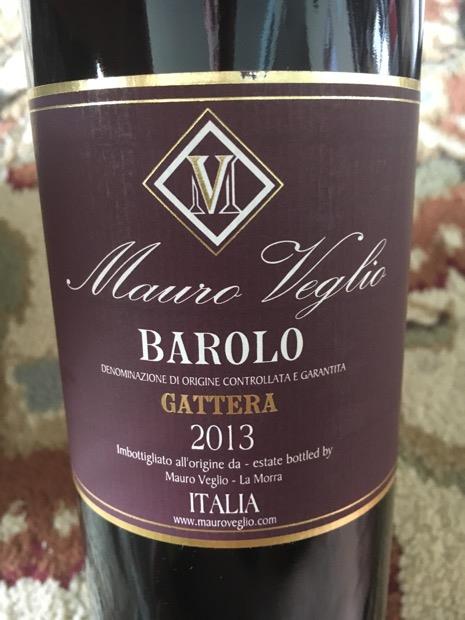 MV
Mauro Veglio
BAROLO
DENOMINAZIONE DI ORIGINE CONTROLLATA E GARANTITA
GATTERA
2013
Imbottigliato all'origine da - estate bottled by
Mauro Veglio - La Morra
ITALIA
www.mauroveglio.com